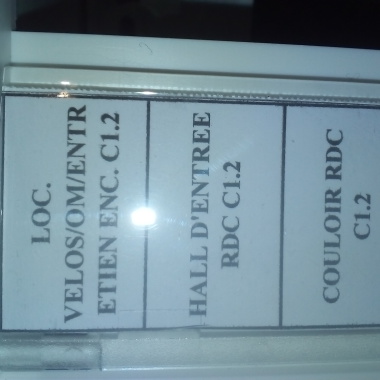 LOC.
VELOS/OM/ENTR
ETIEN ENC. C1.2
HALL D'ENTREE
RDC C1.2
COULOIR RDC
C1.2